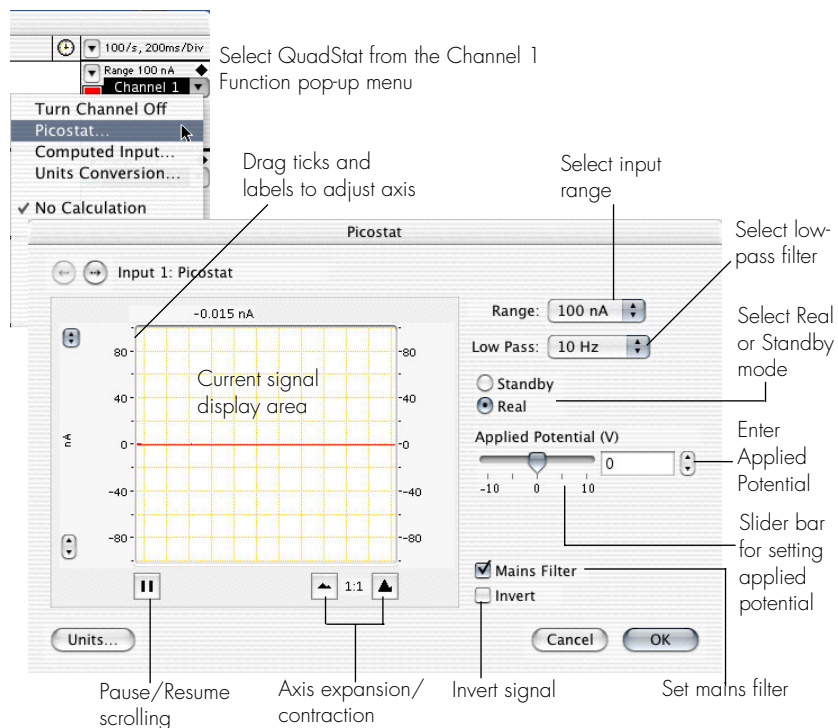 100/s, 200ms/Div
Range 100 nA
Channel 1
Select QuadStat from the Channel 1
Function pop-up menu
Turn Channel Off
Picostat...
Computed Input...
Units Conversion...
✓ No Calculation
Drag ticks and
labels to adjust axis
Select input
range
Select low-
pass filter
Picostat
Input 1: Picostat
-0.015 nA
Range: 100 nA
Low Pass: 10 Hz
Select Real
or Standby
mode
Standby
Real
80
80
40
40
0
0
-40
-40
-80
-80
nA
Current signal
display area
Applied Potential (V)
0
-10 0 10
Enter
Applied
Potential
Slider bar
for setting
applied
potential
1:1
Mains Filter
Invert
Units...
Cancel
OK
Pause/Resume
scrolling
Axis expansion/
contraction
Invert signal
Set mains filter